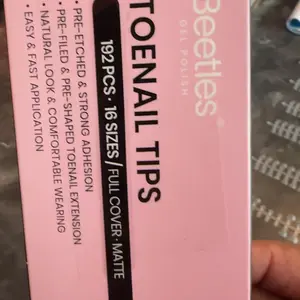 Beetles®
GEL POLISH
TOENAIL TIPS
192 PCS · 16 SIZES / FULL COVER · MATTE
• PRE-ETCHED & STRONG ADHESION
• PRE-FILED & PRE-SHAPED TOENAIL EXTENSION
• NATURAL LOOK & COMFORTABLE WEARING
• EASY & FAST APPLICATION